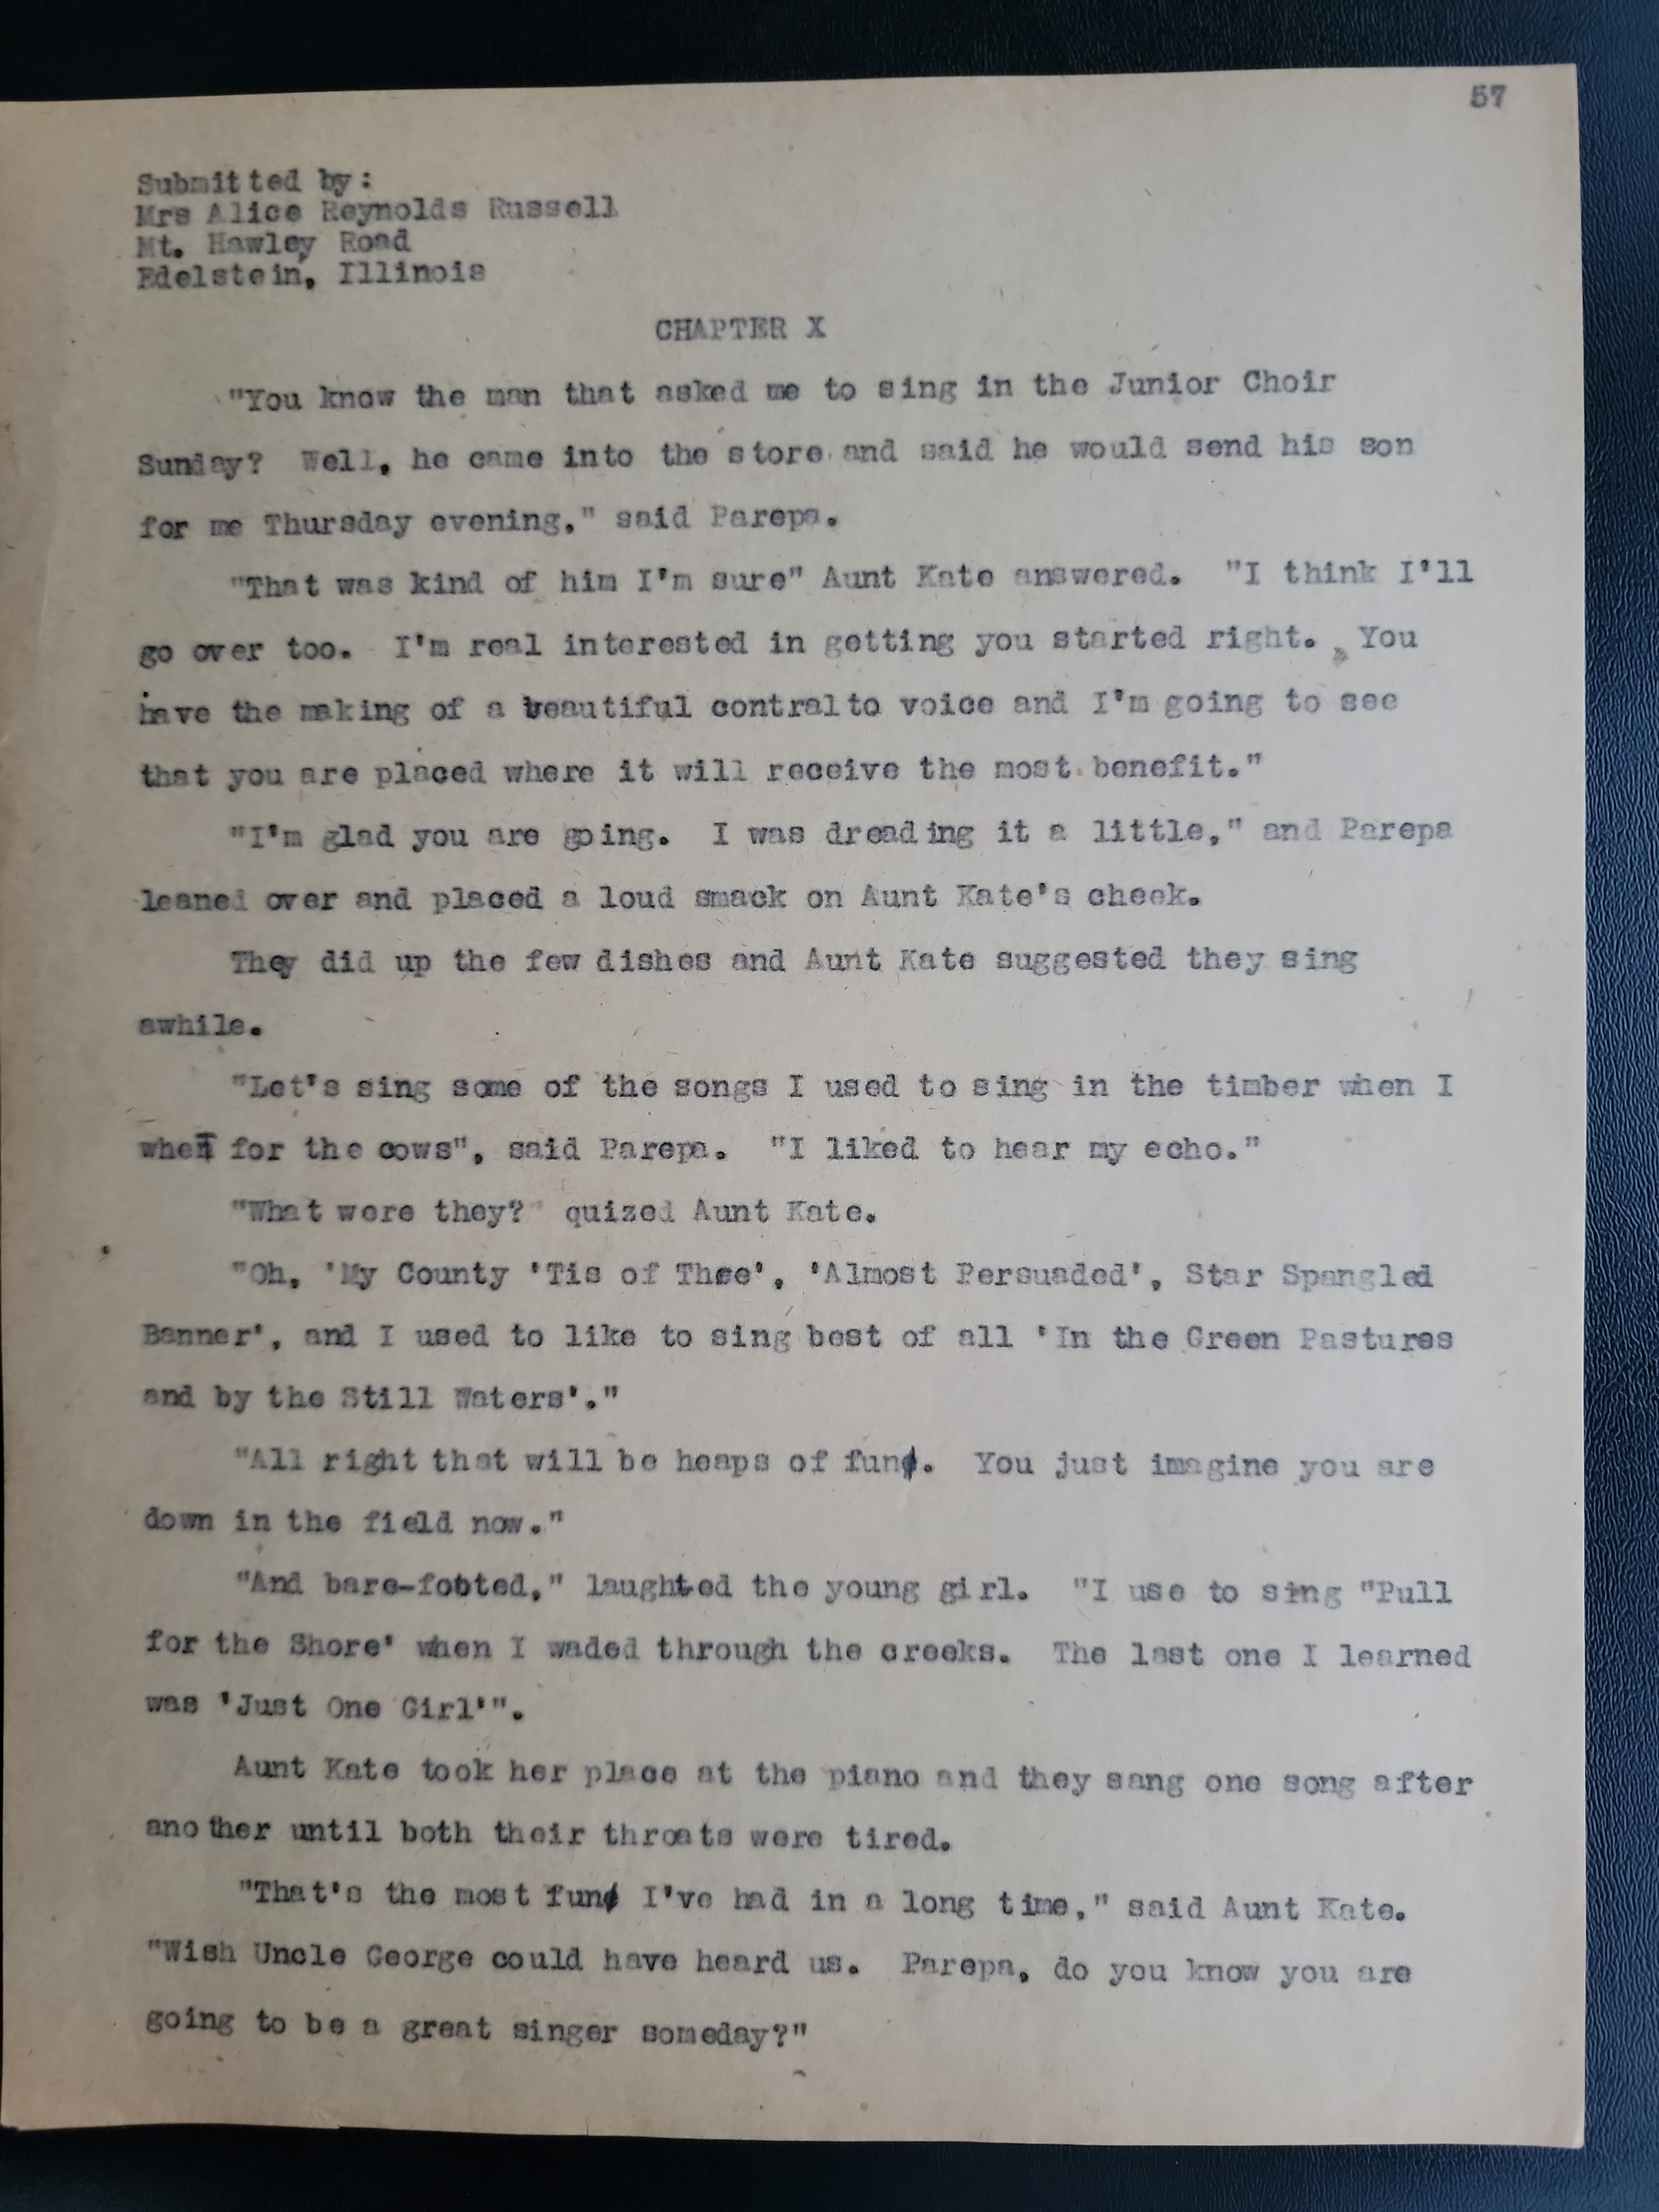 57
Submitted by:
Mrs Alice Reynolds Russell
Mt. Hawley Road
Edelstein, Illinois
CHAPTER X
"You know the man that asked me to sing in the Junior Choir
Sunday? Well, he came into the store and said he would send his son
for me Thursday evening," said Parepa.
"That was kind of him I'm sure" Aunt Kate answered. "I think I'll
go over too. I'm real interested in getting you started right. You
have the making of a beautiful contralto voice and I'm going to see
that you are placed where it will receive the most benefit."
"I'm glad you are going. I was dreading it a little," and Parepa
leaned over and placed a loud smack on Aunt Kate's cheek.
They did up the few dishes and Aunt Kate suggested they sing
awhile.
"Let's sing some of the songs I used to sing in the timber when I
for the cows", said Parepa. "I liked to hear my echo."
"What were they?" quized Aunt Kate.
"Oh, 'My County 'Tis of Thee', 'Almost Persuaded', Star Spangled
Banner', and I used to like to sing best of all 'In the Green Pastures
and by the Still Waters'."
"All right that will be heaps of fun. You just imagine you are
down in the field now."
"And bare-footed," laughted the young girl. "I use to sing "Pull
for the Shore' when I waded through the creeks. The last one I learned
was 'Just One Girl'".
Aunt Kate took her place at the piano and they sang one song after
another until both their throats were tired.
"That's the most fun I've had in a long time," said Aunt Kate.
"Wish Uncle George could have heard us. Parepa, do you know you are
going to be a great singer someday?"